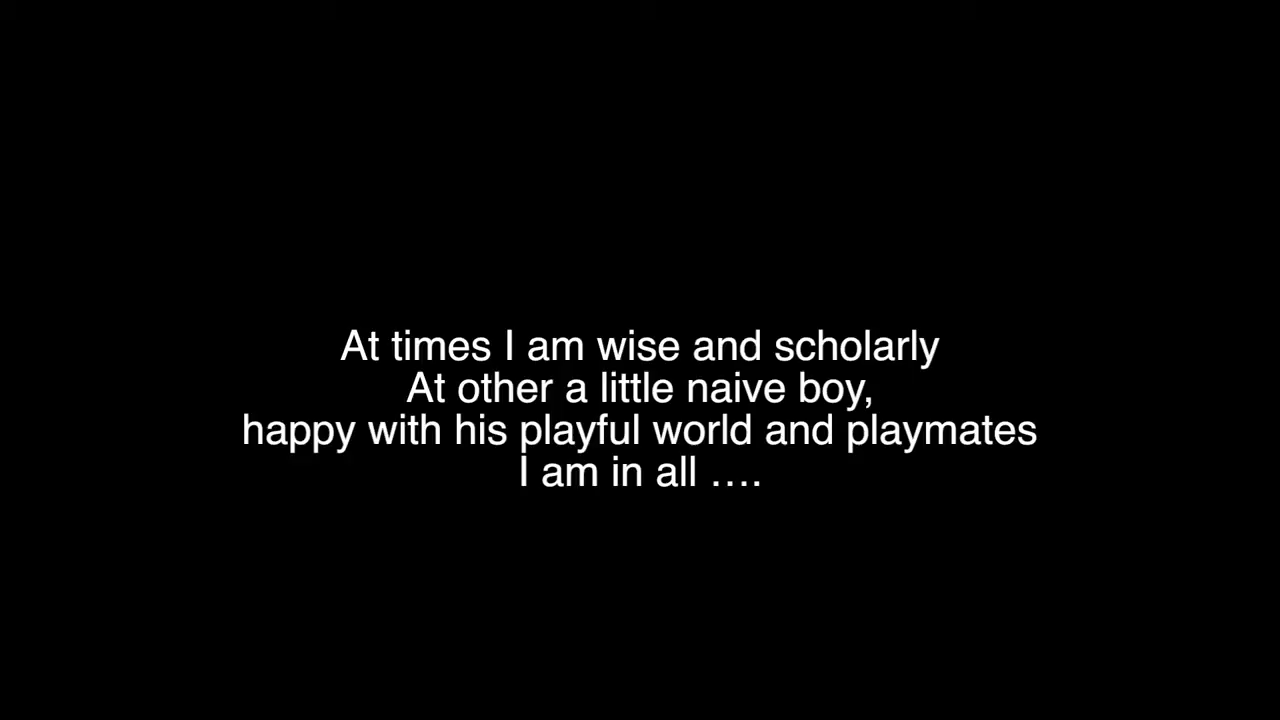 At times I am wise and scholarly
At other a little naive boy,
happy with his playful world and playmates
I am in all ….